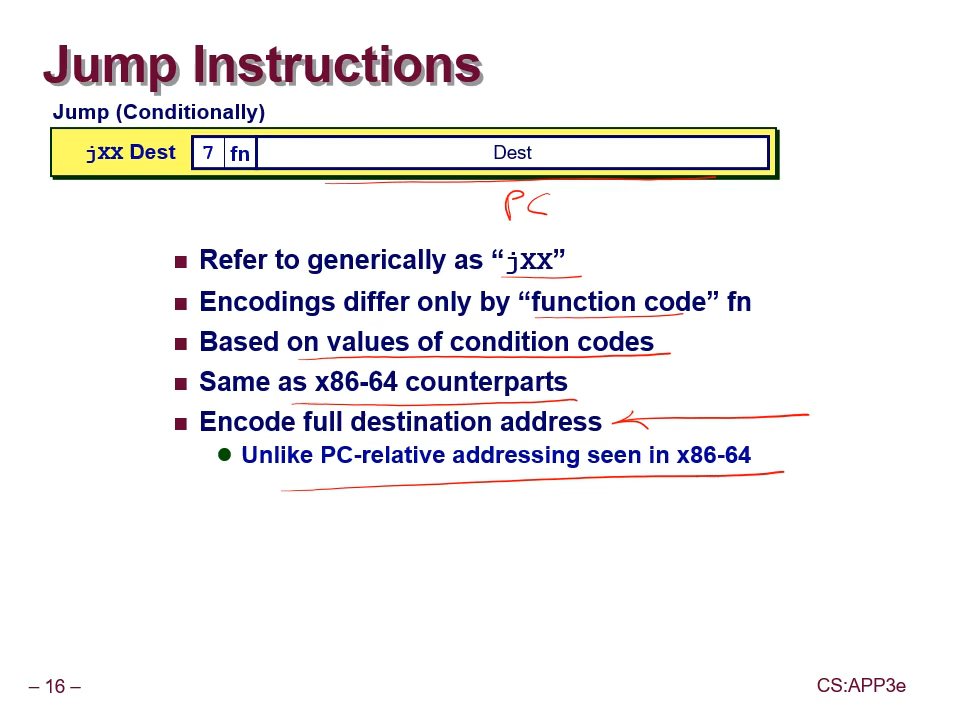 Jump Instructions
Jump (Conditionally)
jXX Dest 7 fn Dest
PC
Refer to generically as “jXX”
Encodings differ only by “function code” fn
Based on values of condition codes
Same as x86-64 counterparts
Encode full destination address
Unlike PC-relative addressing seen in x86-64
– 16 –
CS:APP3e